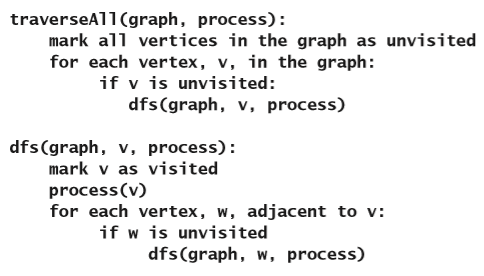 traverseAll(graph, process):
    mark all vertices in the graph as unvisited
    for each vertex, v, in the graph:
        if v is unvisited:
            dfs(graph, v, process)

dfs(graph, v, process):
    mark v as visited
    process(v)
    for each vertex, w, adjacent to v:
        if w is unvisited
            dfs(graph, w, process)